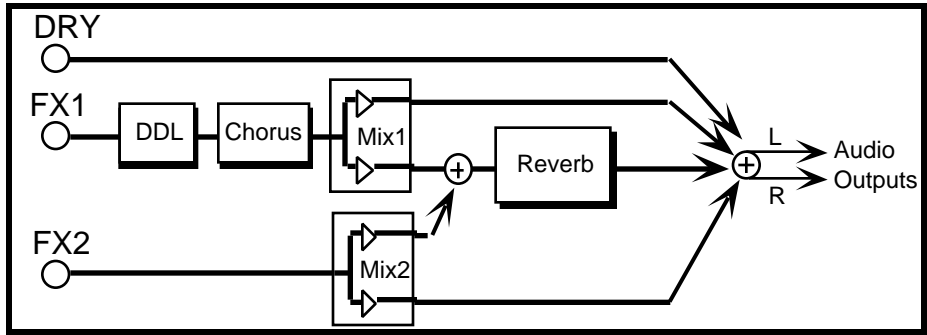 DRY
FX1
DDL
Chorus
Mix1
Reverb
L
R
Audio
Outputs
FX2
Mix2